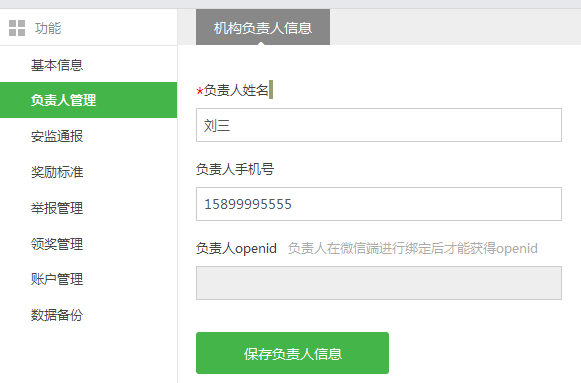 功能
基本信息
负责人管理
安监通报
奖励标准
举报管理
领奖管理
账户管理
数据备份
机构负责人信息
*负责人姓名
刘三
负责人手机号
15899995555
负责人openid 负责人在微信端进行绑定后才能获得openid
保存负责人信息